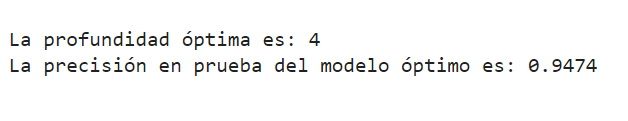 La profundidad óptima es: 4
La precisión en prueba del modelo óptimo es: 0.9474